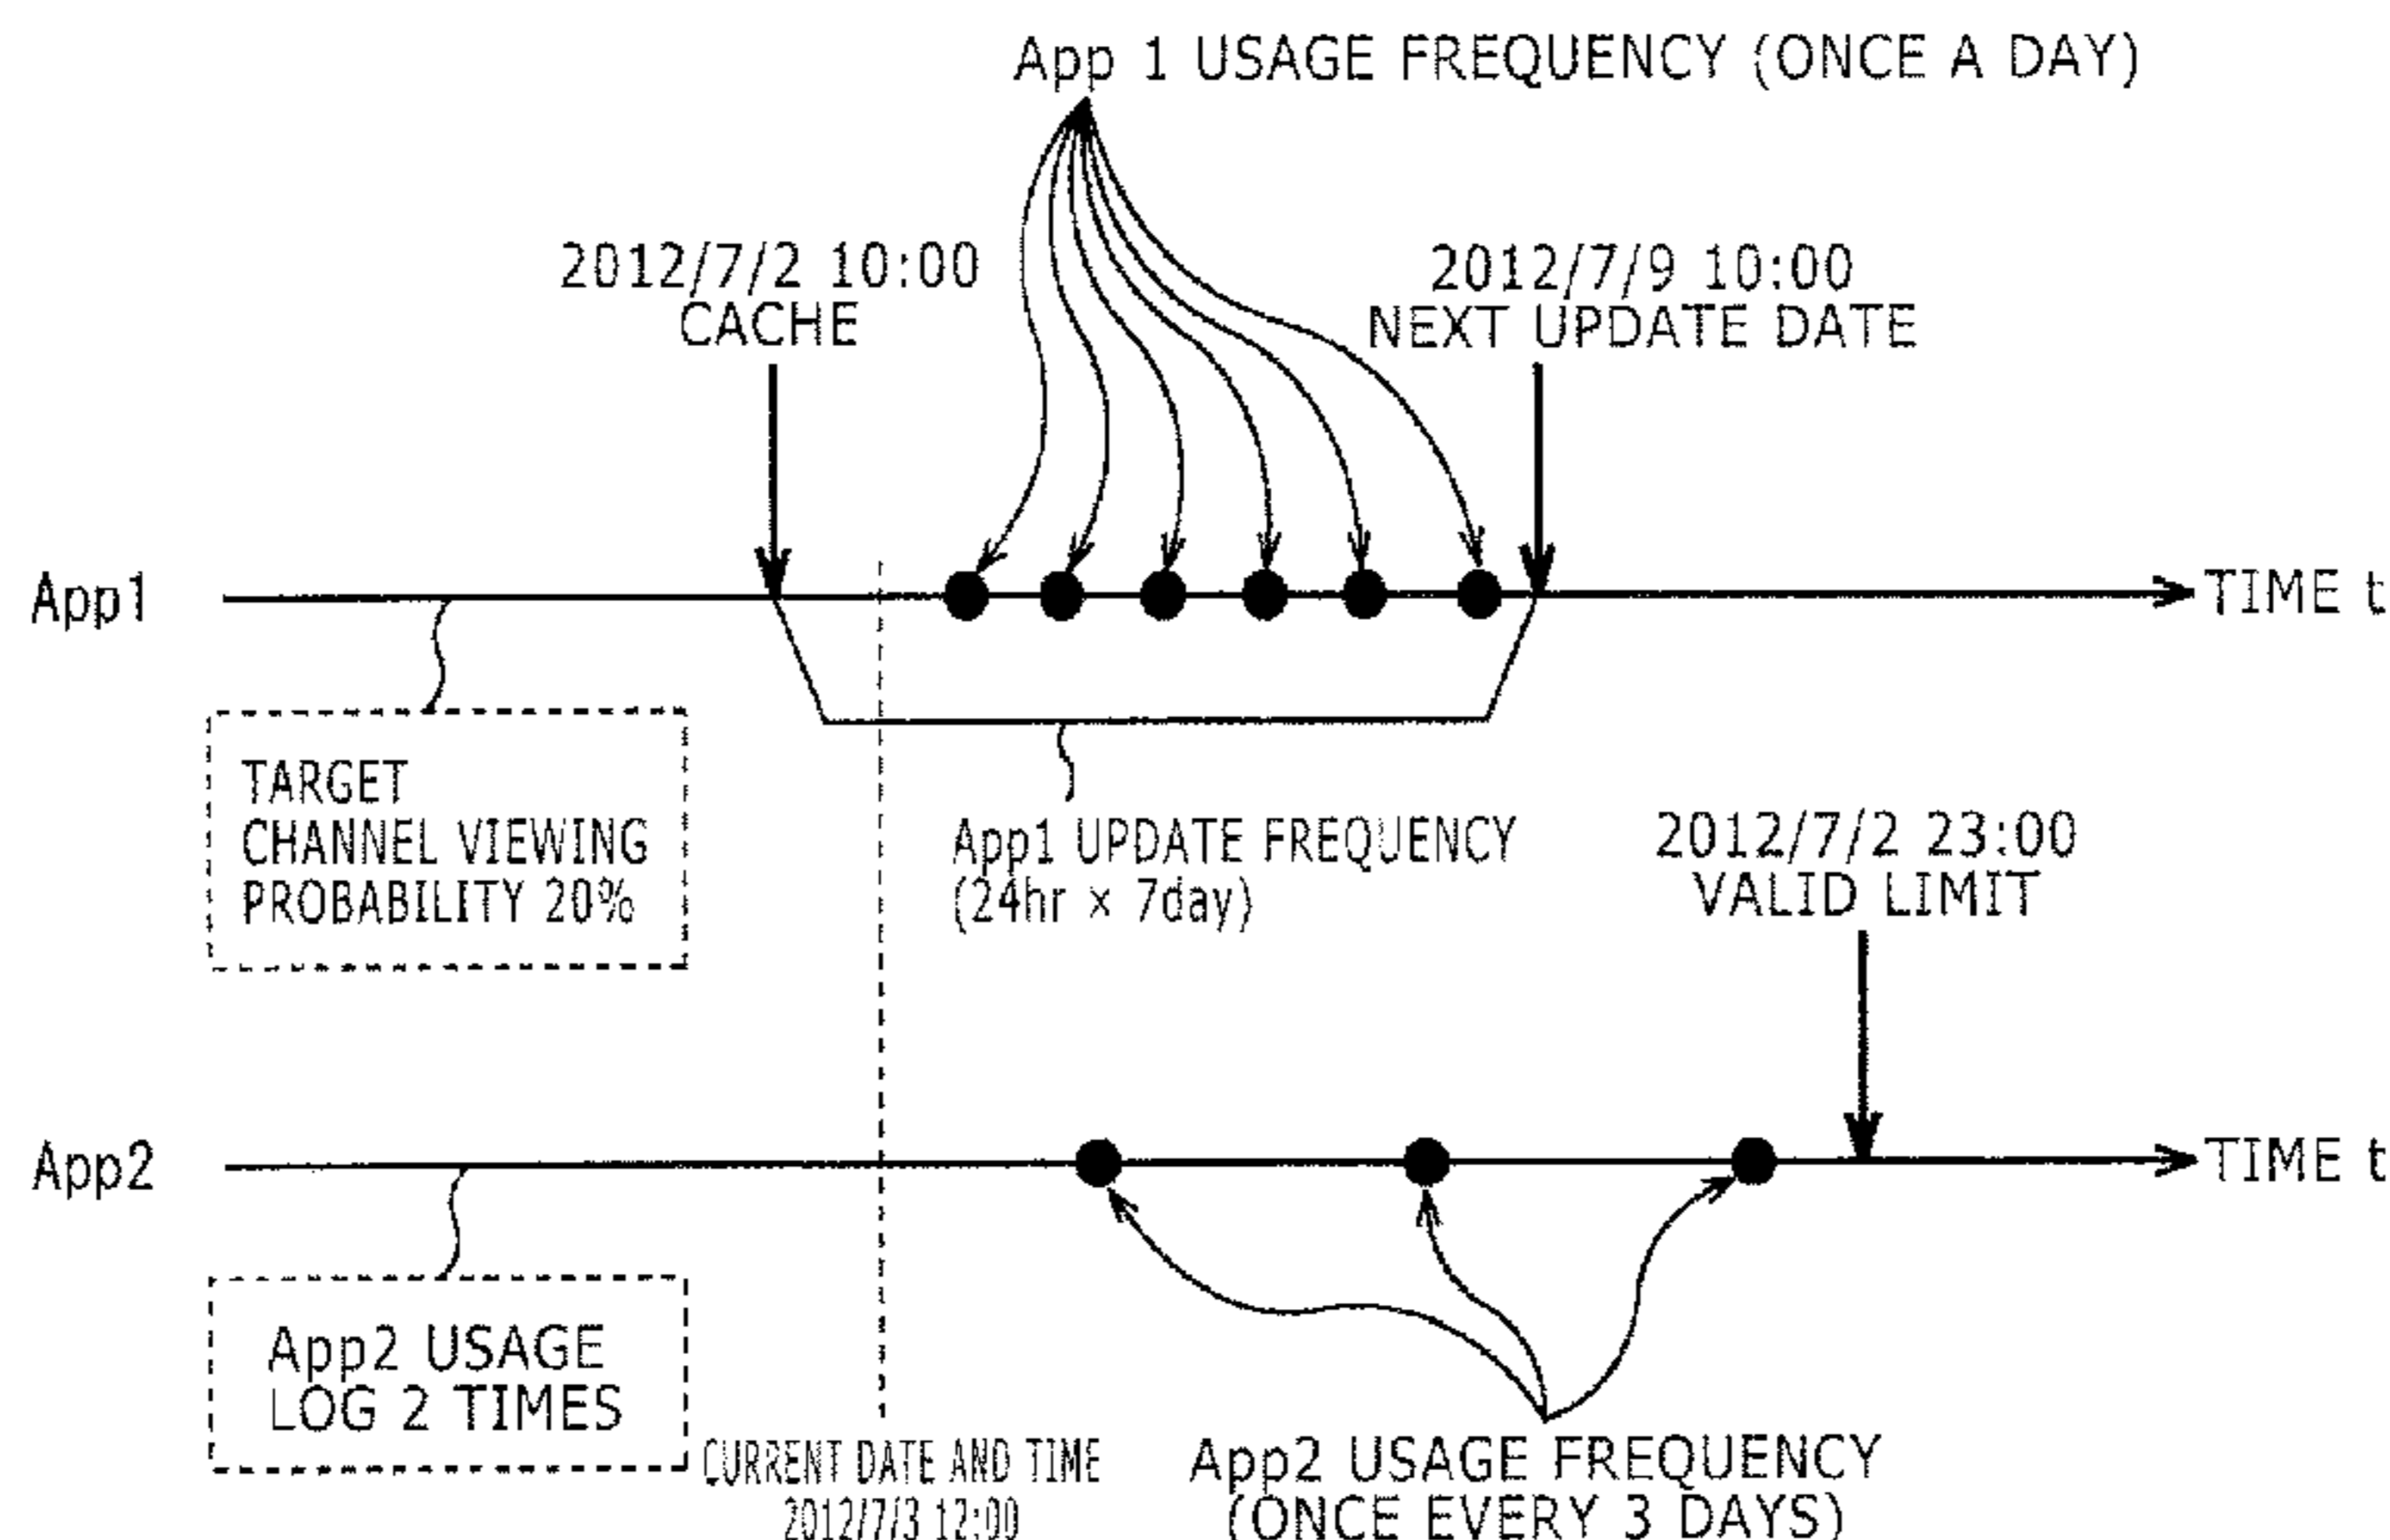 App 1 USAGE FREQUENCY (ONCE A DAY)
2012/7/2 10:00
CACHE
2012/7/9 10:00
NEXT UPDATE DATE
App1
TIME t
TARGET
CHANNEL VIEWING
PROBABILITY 20%
App1 UPDATE FREQUENCY
(24hr × 7day)
2012/7/2 23:00
VALID LIMIT
App2
TIME t
App2 USAGE
LOG 2 TIMES
CURRENT DATE AND TIME
2012/7/3 12:00
App2 USAGE FREQUENCY
(ONCE EVERY 3 DAYS)